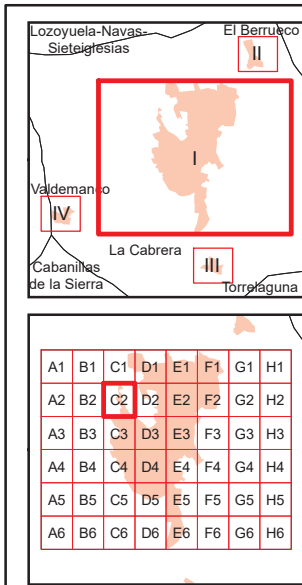 Lozoyuela-Navas-
Sieteiglesias
El Berrueco
II
I
Valdemanco
IV
La Cabrera
III
Cabanillas
de la Sierra
Torrelaguna
A1 B1 C1 D1 E1 F1 G1 H1
A2 B2 C2 D2 E2 F2 G2 H2
A3 B3 C3 D3 E3 F3 G3 H3
A4 B4 C4 D4 E4 F4 G4 H4
A5 B5 C5 D5 E5 F5 G5 H5
A6 B6 C6 D6 E6 F6 G6 H6